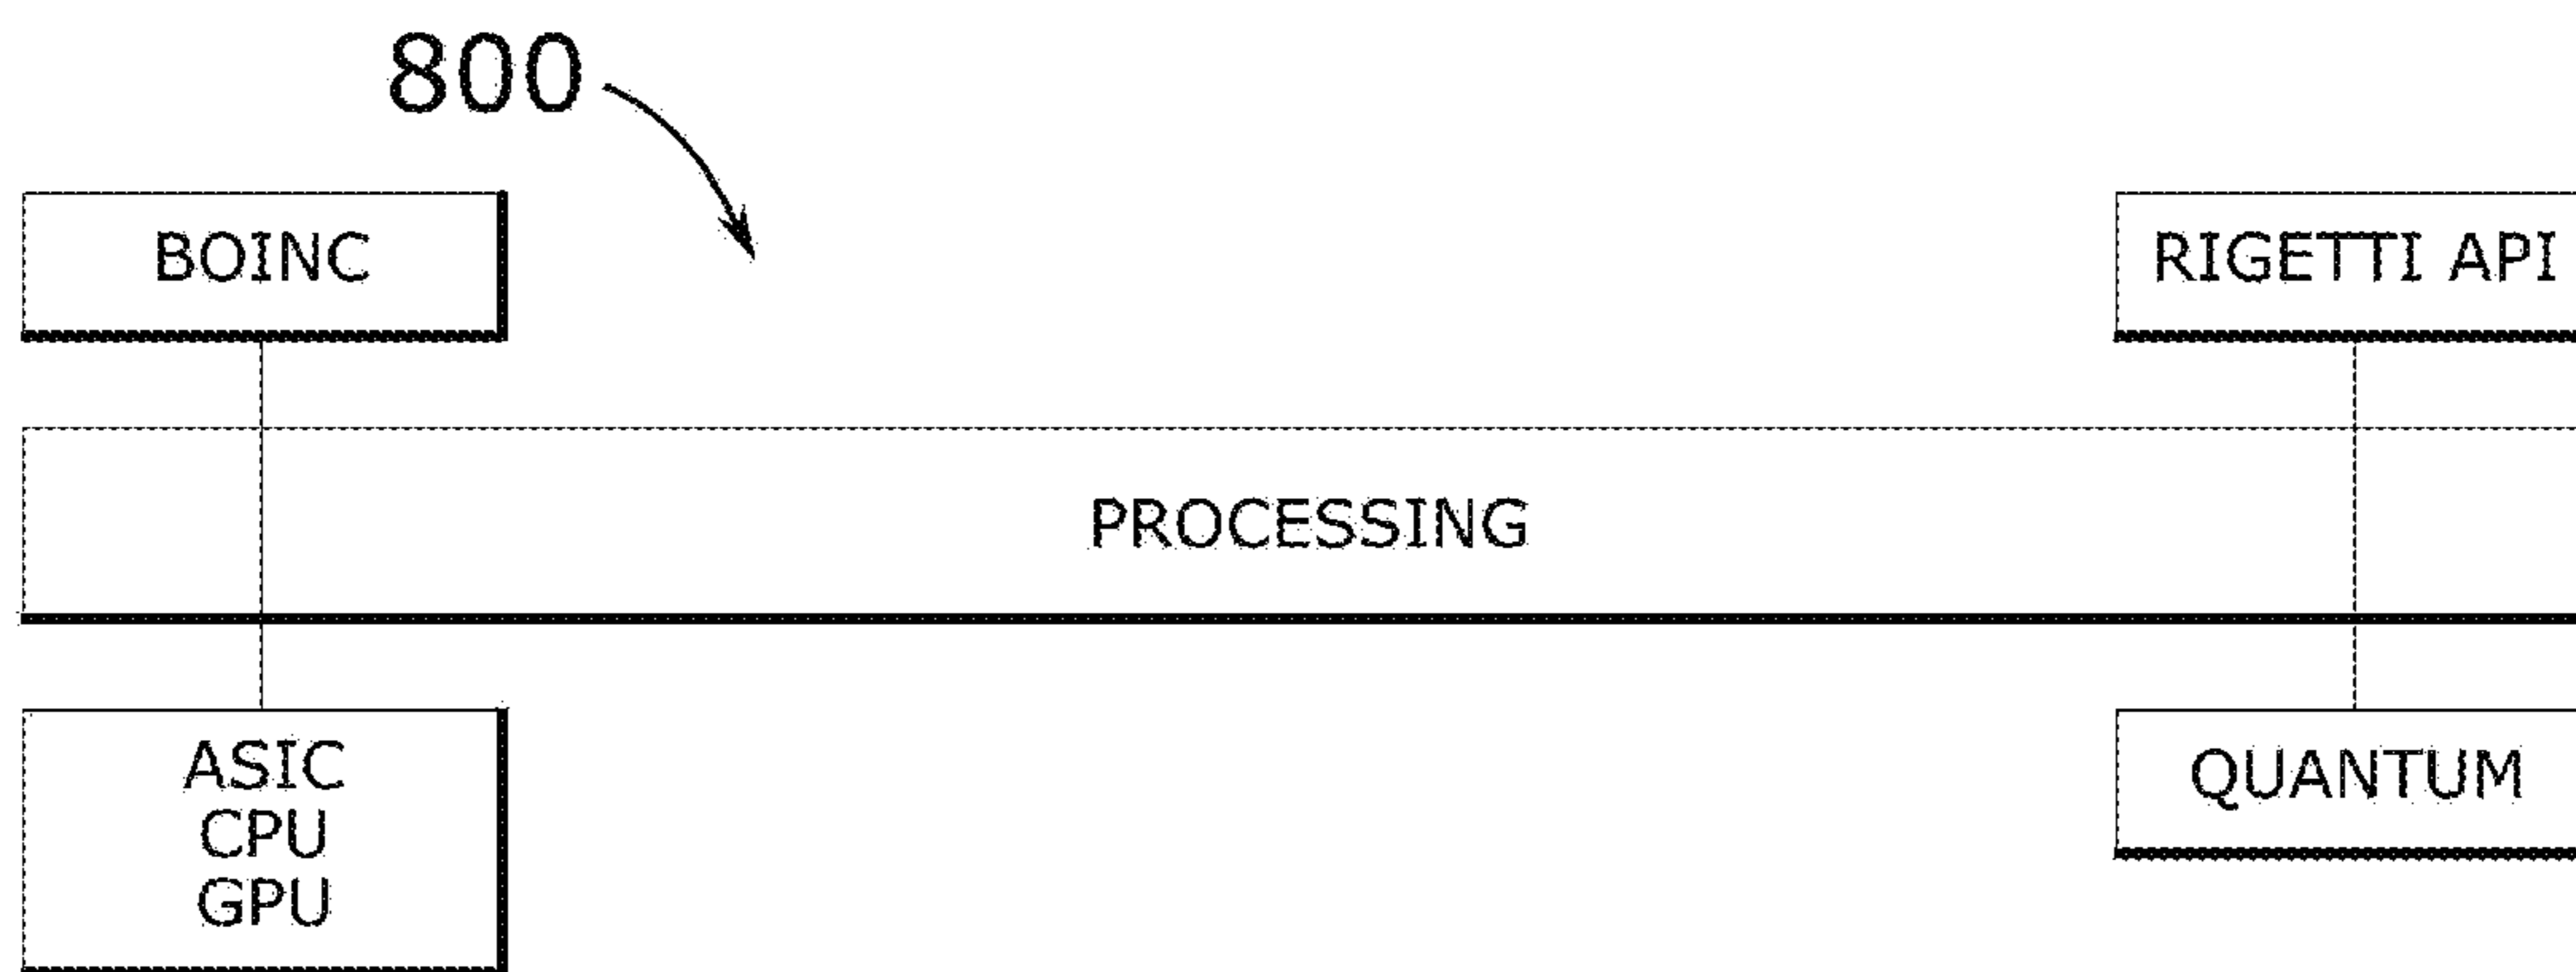 800
BOINC
RIGETTI API
PROCESSING
ASIC
CPU
GPU
QUANTUM